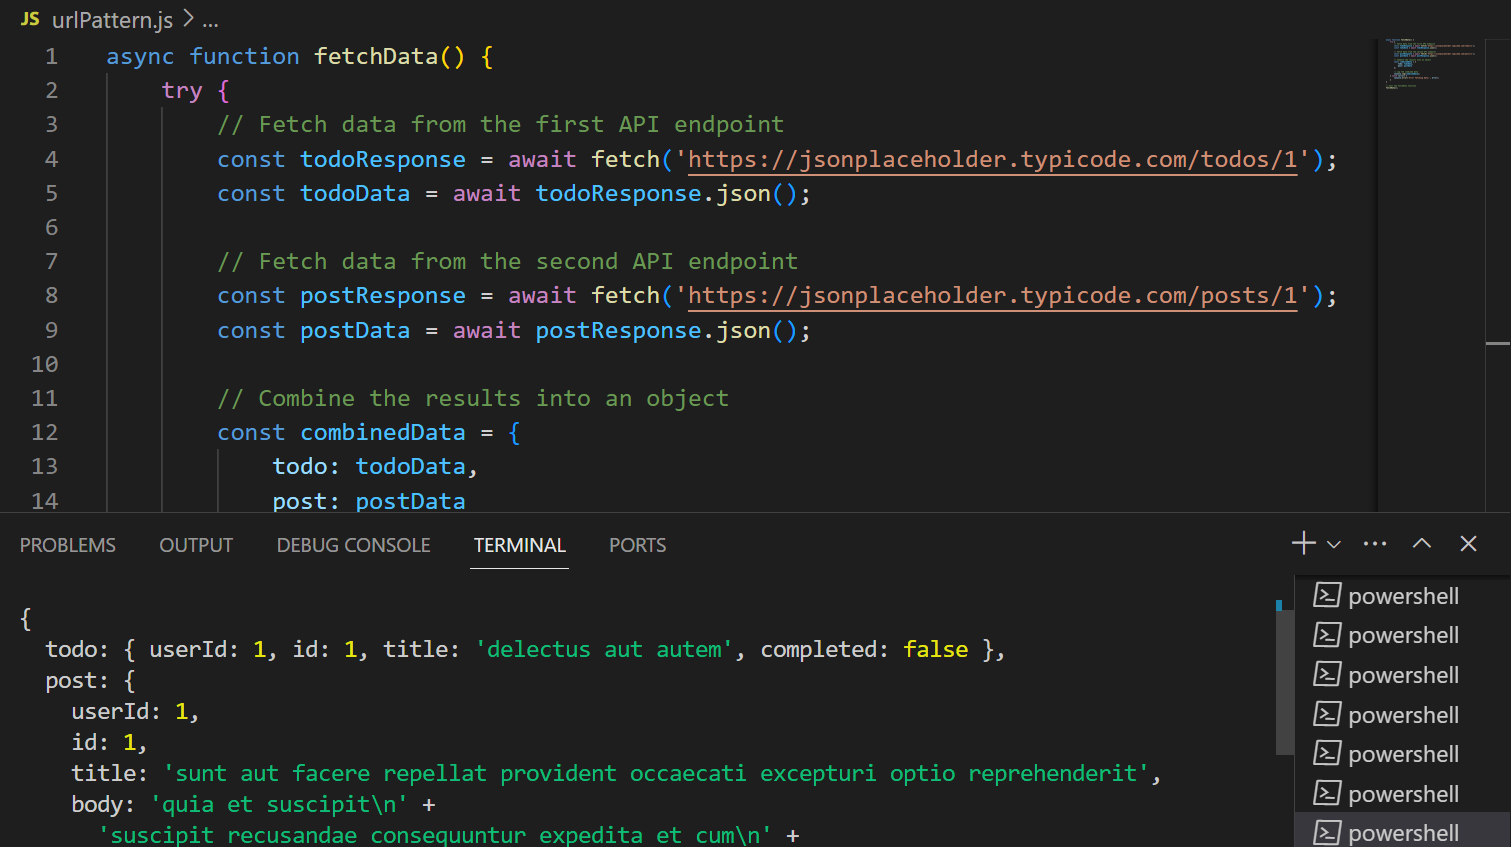 JS urlPattern.js > ...
1 async function fetchData() {
2 try {
3 // Fetch data from the first API endpoint
4 const todoResponse = await fetch('https://jsonplaceholder.typicode.com/todos/1');
5 const todoData = await todoResponse.json();
6
7 // Fetch data from the second API endpoint
8 const postResponse = await fetch('https://jsonplaceholder.typicode.com/posts/1');
9 const postData = await postResponse.json();
10
11 // Combine the results into an object
12 const combinedData = {
13 todo: todoData,
14 post: postData
PROBLEMS OUTPUT DEBUG CONSOLE TERMINAL PORTS
{
todo: { userId: 1, id: 1, title: 'delectus aut autem', completed: false },
post: {
userId: 1,
id: 1,
title: 'sunt aut facere repellat provident occaecati excepturi optio reprehenderit',
body: 'quia et suscipit\n' +
'suscipit recusandae consequuntur expedita et cum\n' +
powershell
powershell
powershell
powershell
powershell
powershell
powershell